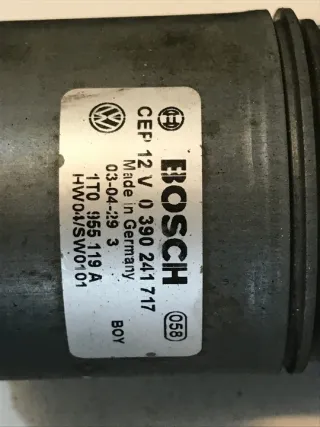 BOSCH
058
CEP 12 V 0 390 241 717
Made in Germany
03-04-29 3
BOY
1T0 955 119 A
HW04/SW0101